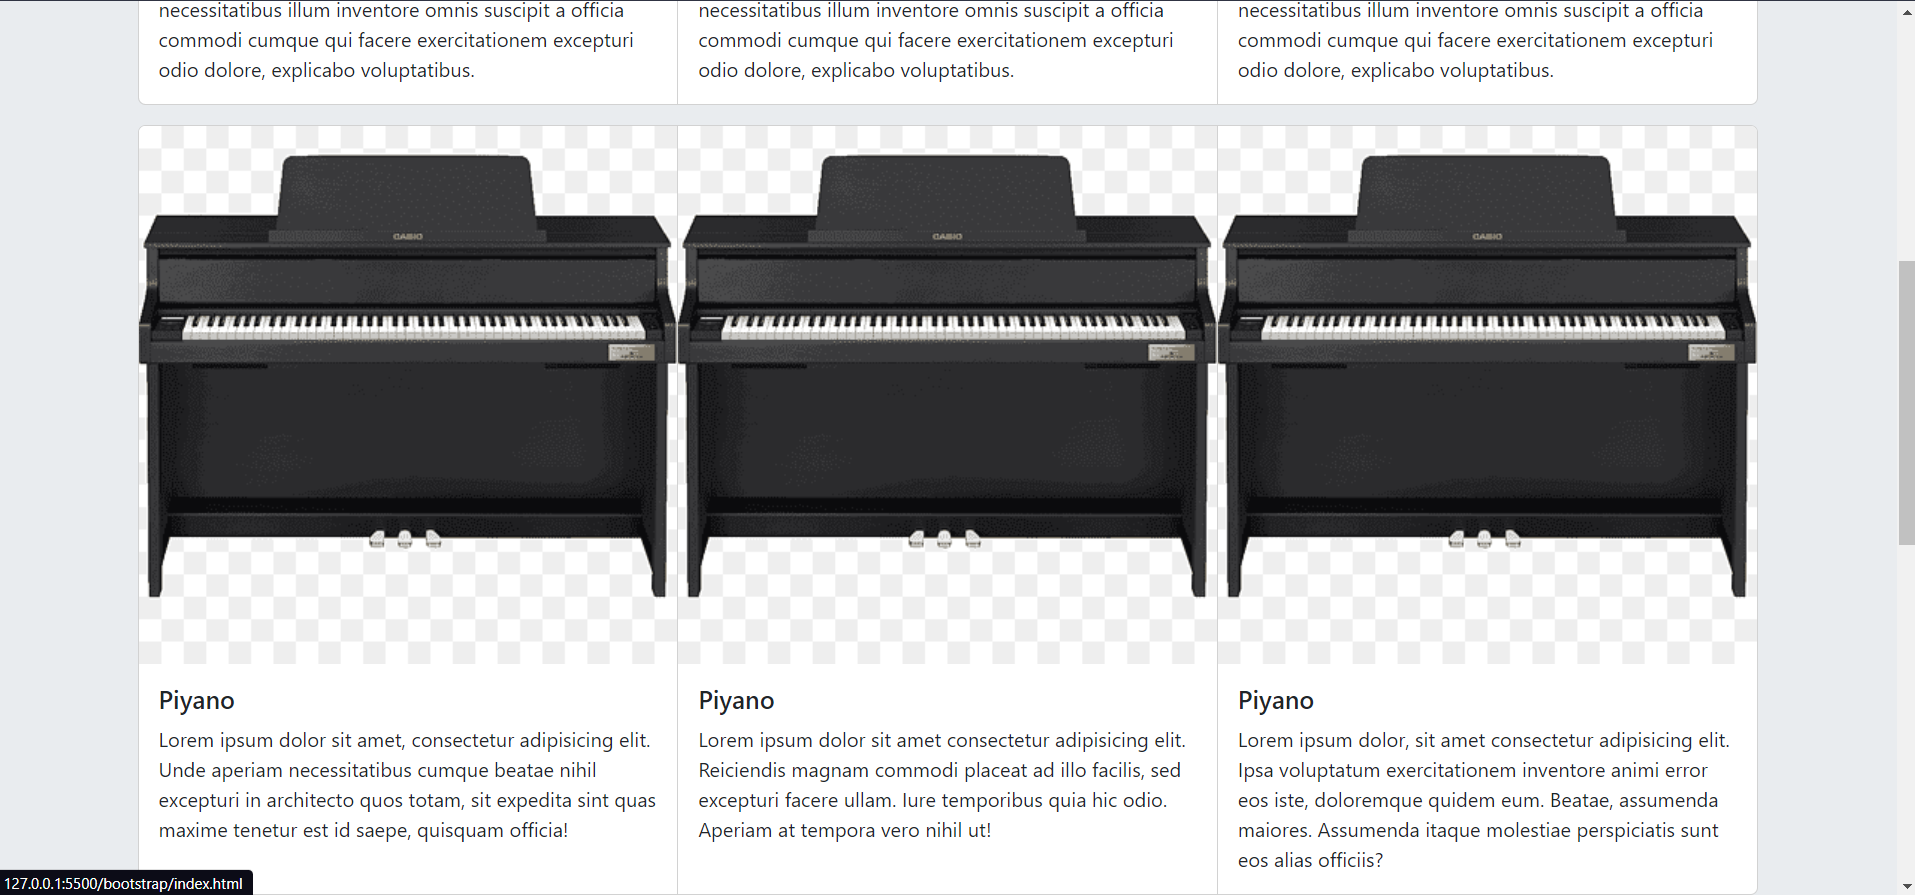 necessitatibus illum inventore omnis suscipit a officia
commodi cumque qui facere exercitationem excepturi
odio dolore, explicabo voluptatibus.
necessitatibus illum inventore omnis suscipit a officia
commodi cumque qui facere exercitationem excepturi
odio dolore, explicabo voluptatibus.
necessitatibus illum inventore omnis suscipit a officia
commodi cumque qui facere exercitationem excepturi
odio dolore, explicabo voluptatibus.
CASIO
CASIO
CASIO
Piyano
Lorem ipsum dolor sit amet, consectetur adipisicing elit.
Unde aperiam necessitatibus cumque beatae nihil
excepturi in architecto quos totam, sit expedita sint quas
maxime tenetur est id saepe, quisquam officia!
Piyano
Lorem ipsum dolor sit amet consectetur adipisicing elit.
Reiciendis magnam commodi placeat ad illo facilis, sed
excepturi facere ullam. Iure temporibus quia hic odio.
Aperiam at tempora vero nihil ut!
Piyano
Lorem ipsum dolor, sit amet consectetur adipisicing elit.
Ipsa voluptatum exercitationem inventore animi error
eos iste, doloremque quidem eum. Beatae, assumenda
maiores. Assumenda itaque molestiae perspiciatis sunt
eos alias officiis?
127.0.0.1:5500/bootstrap/index.html